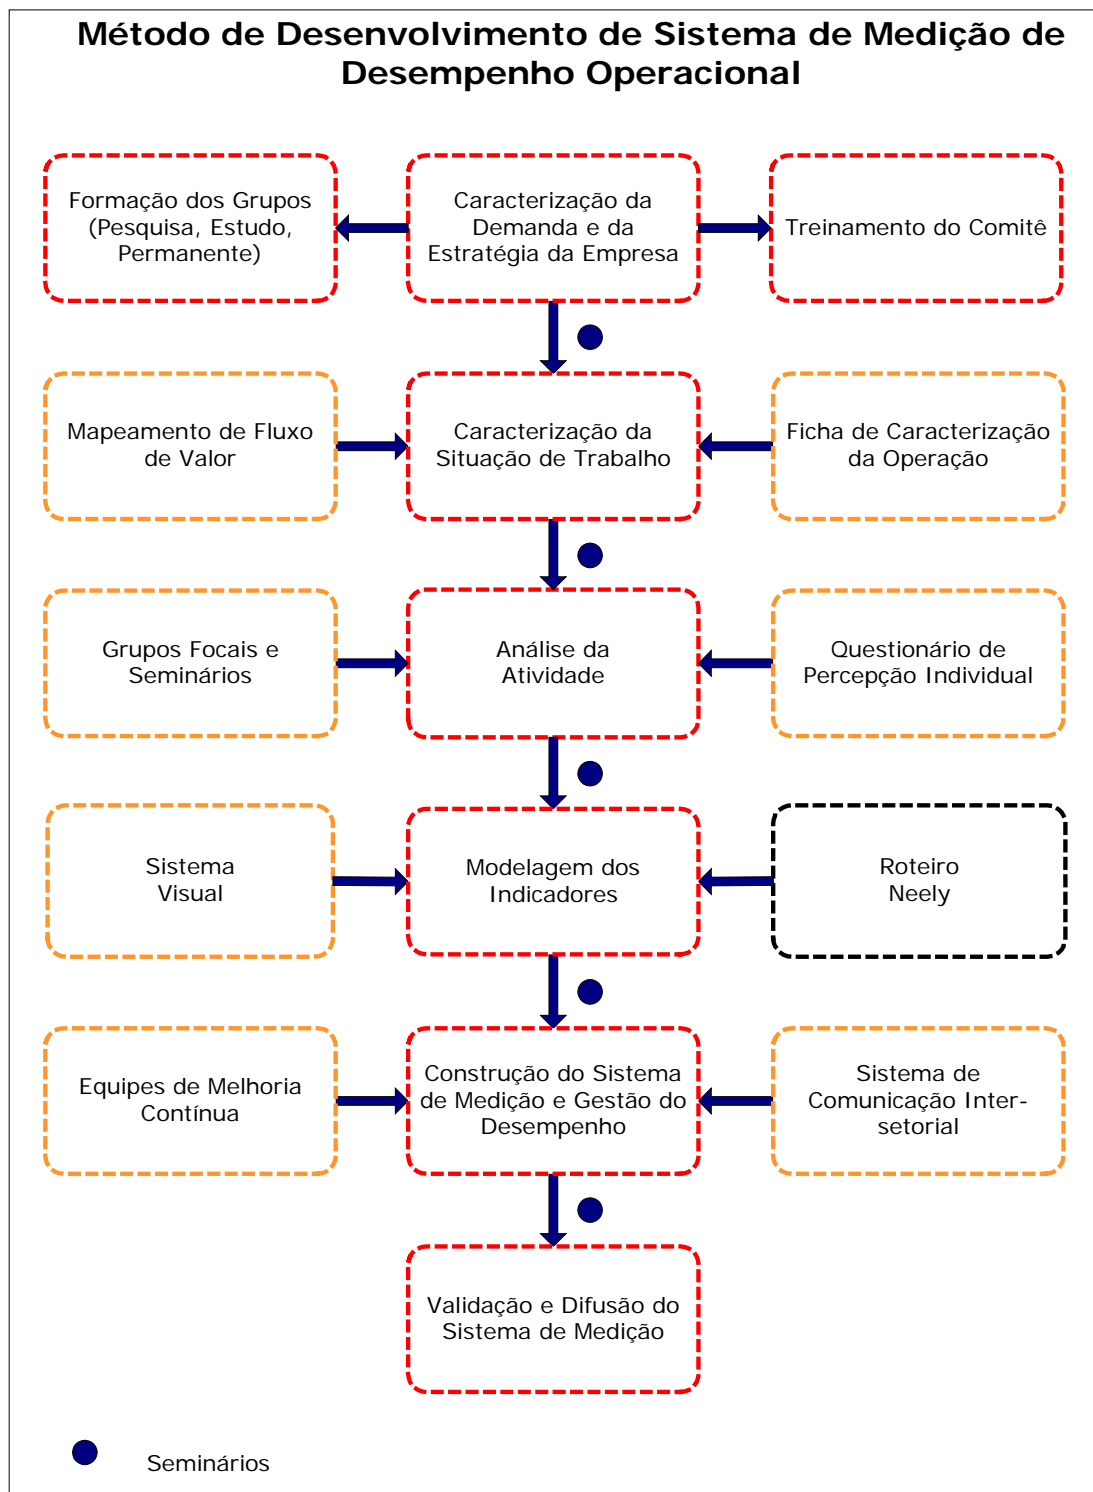 Método de Desenvolvimento de Sistema de Medição de
Desempenho Operacional
Formação dos Grupos
(Pesquisa, Estudo,
Permanente)
Caracterização da
Demanda e da
Estratégia da Empresa
Treinamento do Comitê
Mapeamento de Fluxo
de Valor
Caracterização da
Situação de Trabalho
Ficha de Caracterização
da Operação
Grupos Focais e
Seminários
Análise da
Atividade
Questionário de
Percepção Individual
Sistema
Visual
Modelagem dos
Indicadores
Roteiro
Neely
Equipes de Melhoria
Contínua
Construção do Sistema
de Medição e Gestão do
Desempenho
Sistema de
Comunicação Inter-
setorial
Validação e Difusão do
Sistema de Medição
Seminários